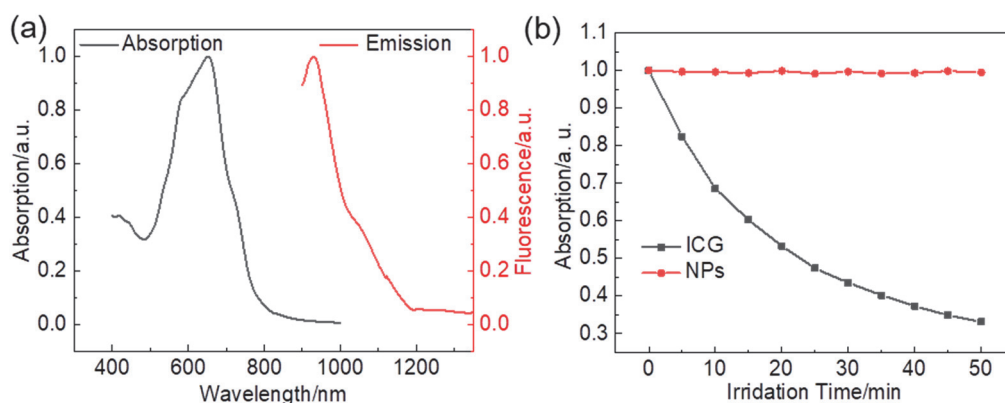 (a)
Absorption
Emission
1.0
0.8
0.6
0.4
0.2
0.0
Absorption/a.u.
1.0
0.8
0.6
0.4
0.2
0.0
Fluorescence/a.u.
400 600 800 1000 1200
Wavelength/nm
(b)
1.1
1.0
0.9
0.8
0.7
0.6
0.5
0.4
0.3
Absorption/a. u.
ICG
NPs
0 10 20 30 40 50
Irridation Time/min